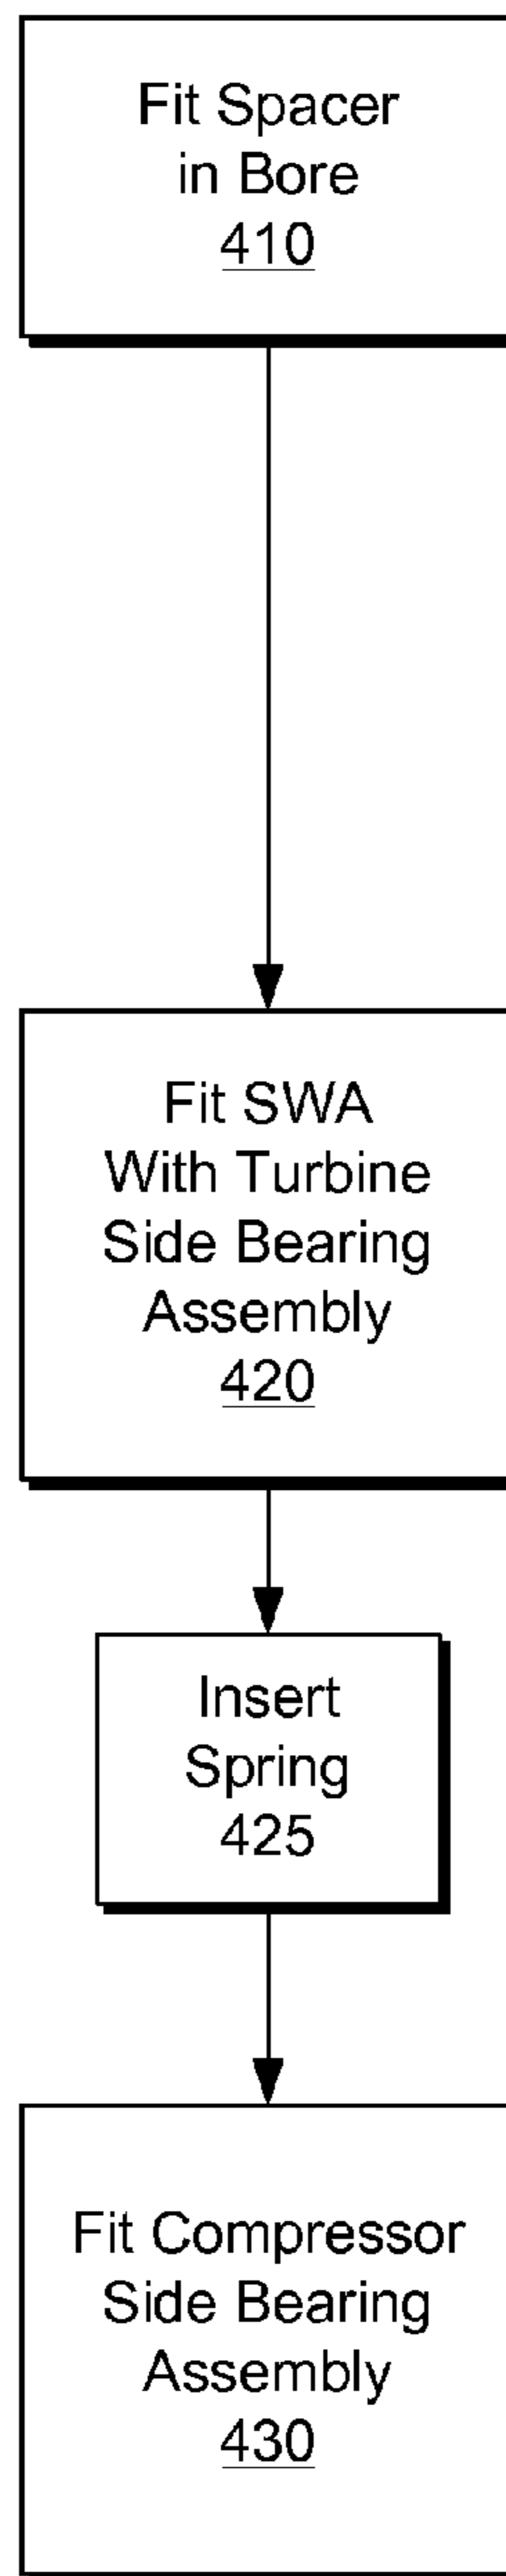 Fit Spacer
in Bore
410
Fit SWA
With Turbine
Side Bearing
Assembly
420
Insert
Spring
425
Fit Compressor
Side Bearing
Assembly
430